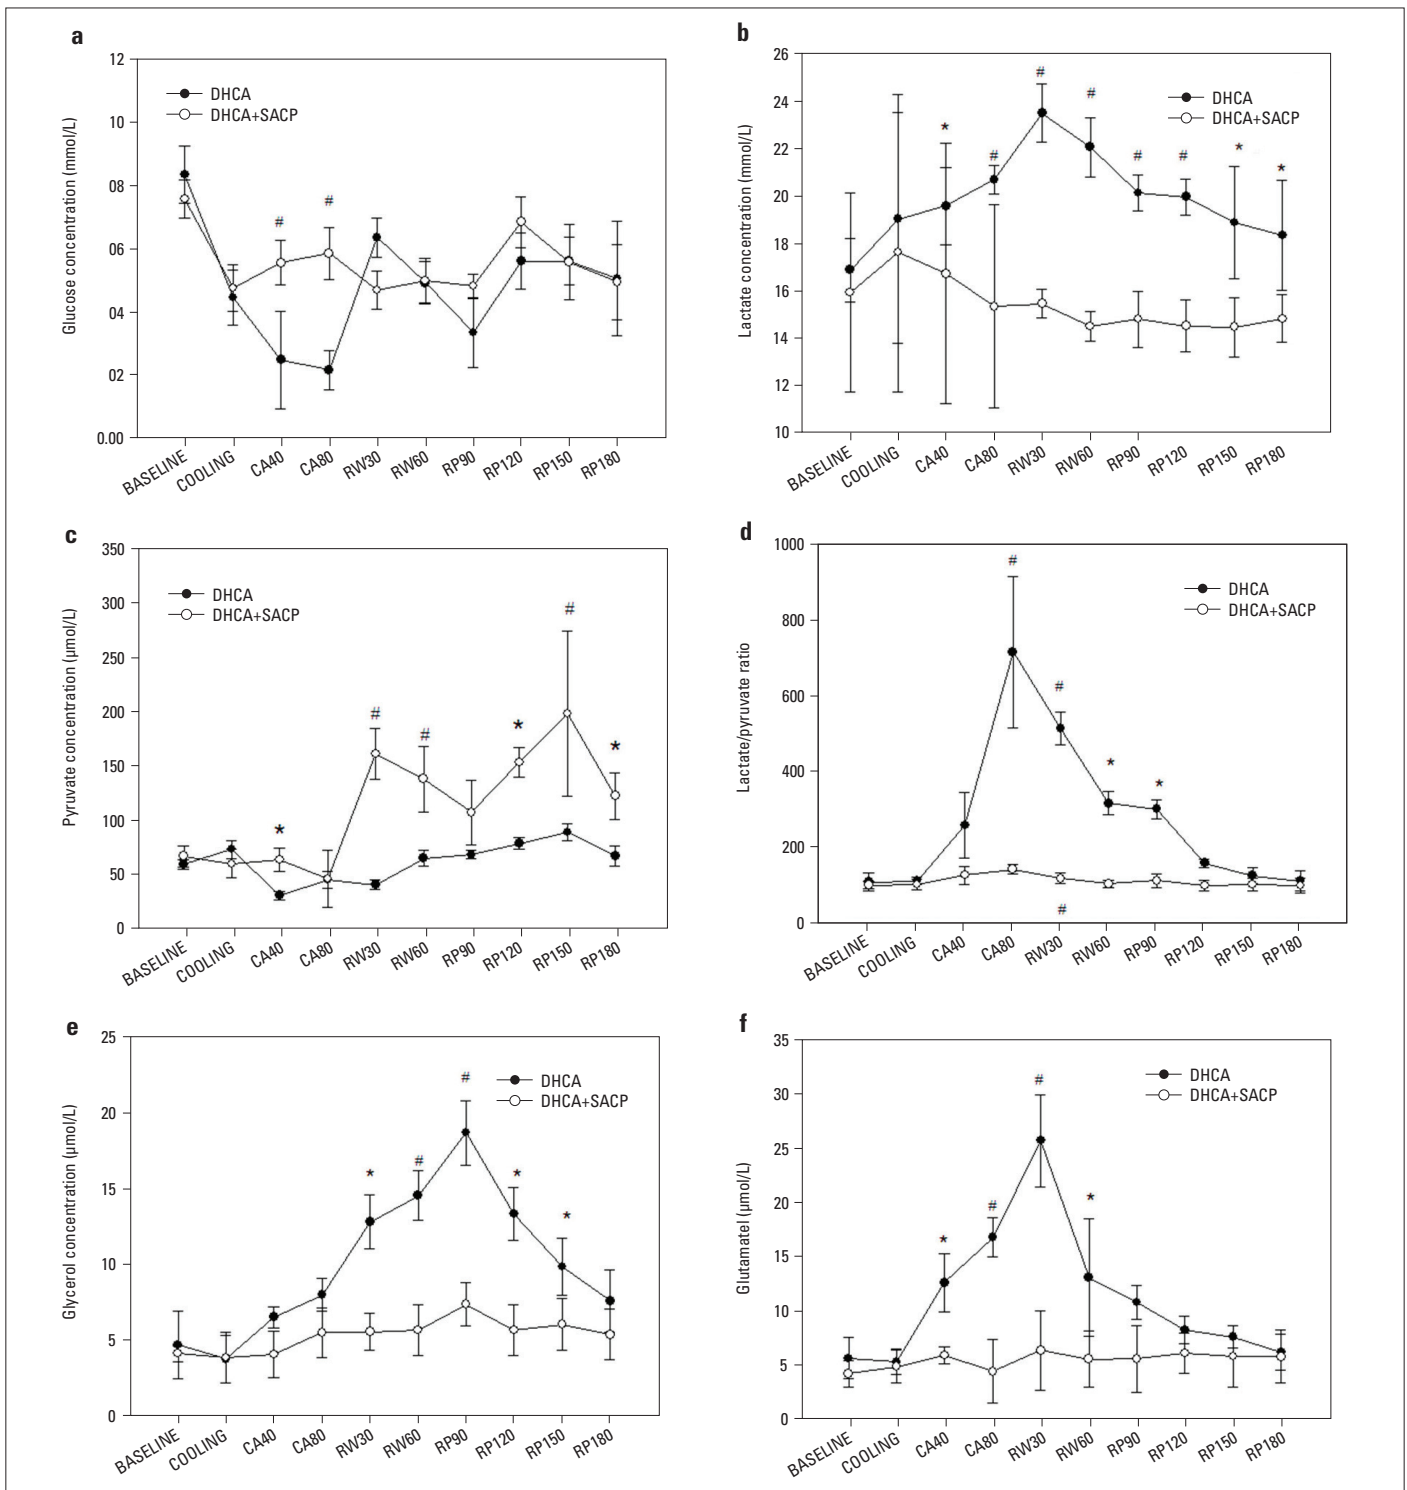 a
12
10
08
06
04
02
0.00
Glucose concentration (mmol/L)
DHCA
DHCA+SACP
#
#
BASELINE
COOLING
CA40
CA80
RW30
RW60
RP90
RP120
RP150
RP180
b
26
24
22
20
18
16
14
12
10
Lactate concentration (mmol/L)
DHCA
DHCA+SACP
*
#
#
#
#
#
*
*
BASELINE
COOLING
CA40
CA80
RW30
RW60
RP90
RP120
RP150
RP180
c
350
300
250
200
150
100
50
0
Pyruvate concentration (µmol/L)
DHCA
DHCA+SACP
*
#
#
*
#
*
BASELINE
COOLING
CA40
CA80
RW30
RW60
RP90
RP120
RP150
RP180
d
1000
800
600
400
200
0
Lactate/pyruvate ratio
DHCA
DHCA+SACP
#
#
*
*
#
BASELINE
COOLING
CA40
CA80
RW30
RW60
RP90
RP120
RP150
RP180
e
25
20
15
10
5
0
Glycerol concentration (µmol/L)
DHCA
DHCA+SACP
*
#
#
*
*
BASELINE
COOLING
CA40
CA80
RW30
RW60
RP90
RP120
RP150
RP180
f
35
30
25
20
15
10
5
0
Glutamatel (µmol/L)
DHCA
DHCA+SACP
*
#
#
*
BASELINE
COOLING
CA40
CA80
RW30
RW60
RP90
RP120
RP150
RP180